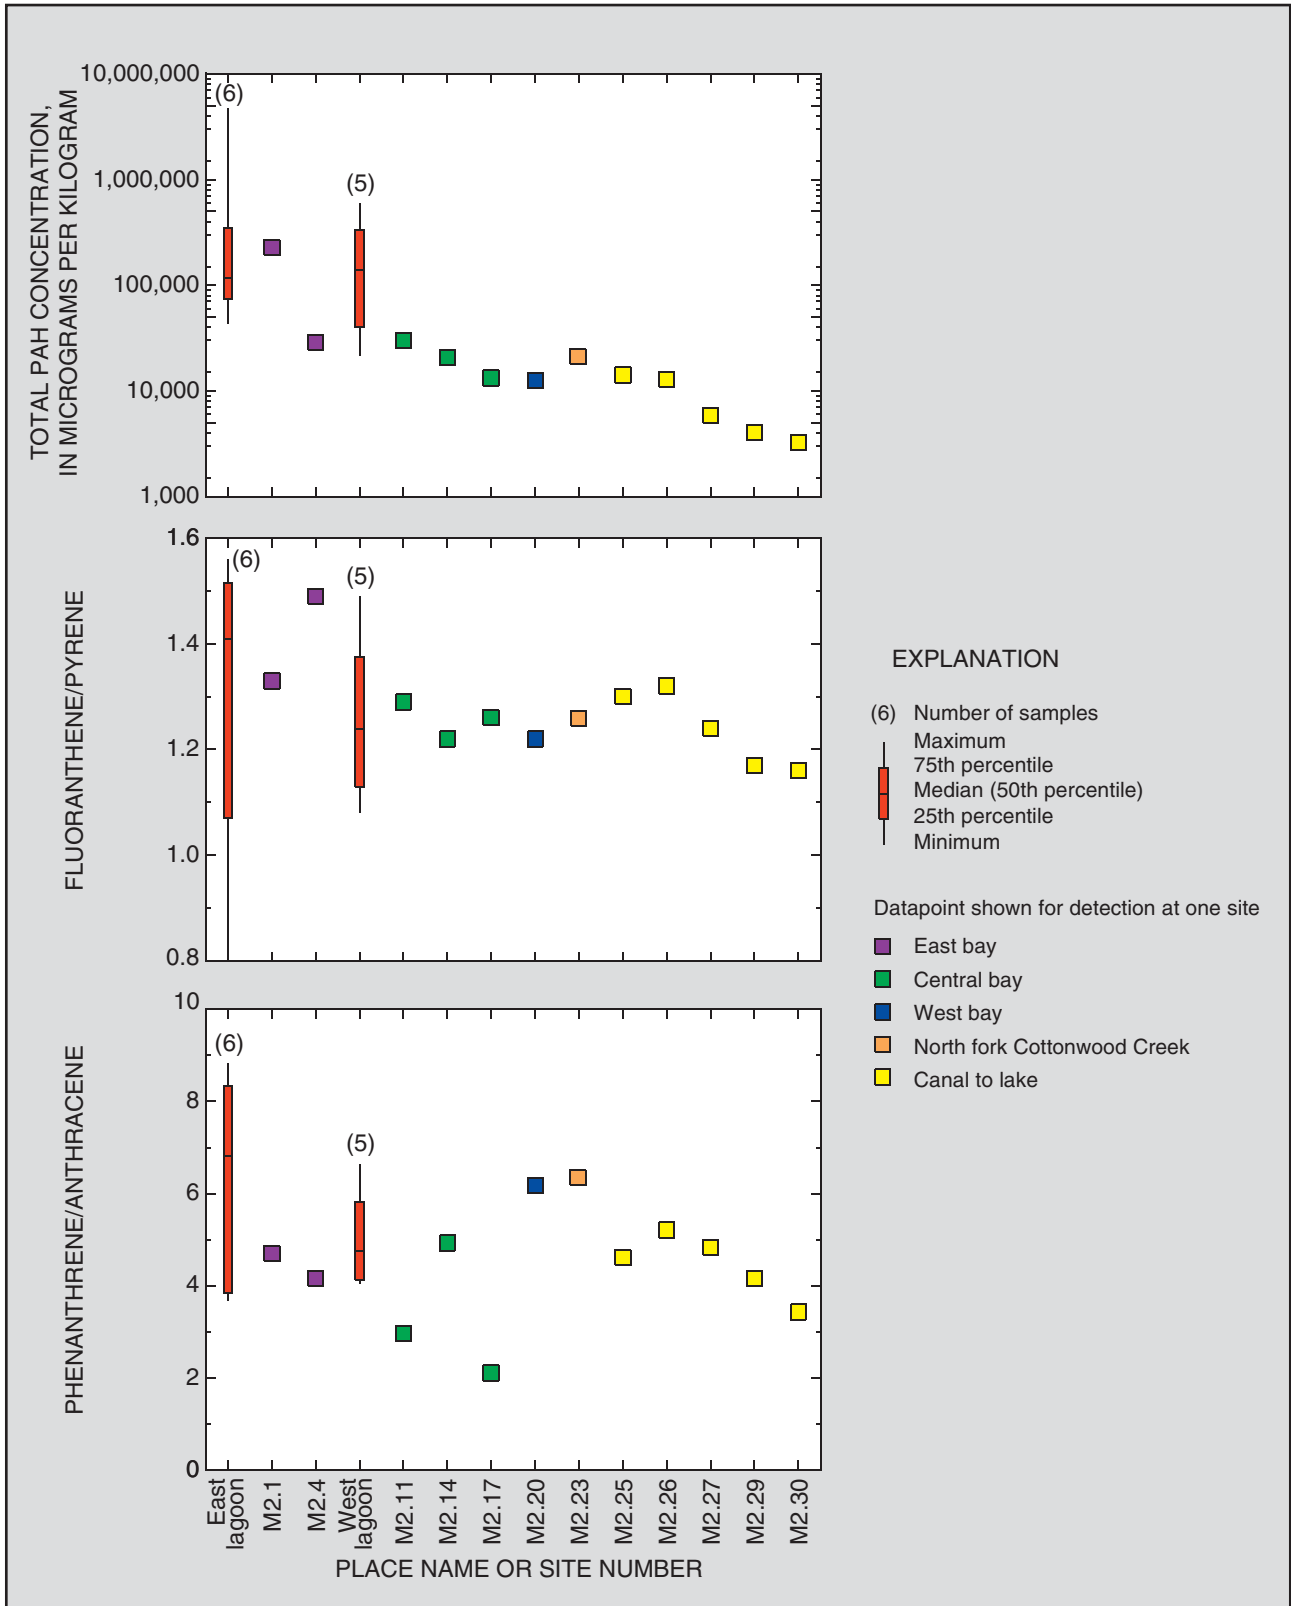 TOTAL PAH CONCENTRATION,
IN MICROGRAMS PER KILOGRAM
10,000,000
1,000,000
100,000
10,000
1,000
(6)
(5)
FLUORANTHENE/PYRENE
1.6
1.4
1.2
1.0
0.8
(6)
(5)
PHENANTHRENE/ANTHRACENE
10
8
6
4
2
0
(6)
(5)
East
lagoon
M2.1
M2.4
West
lagoon
M2.11
M2.14
M2.17
M2.20
M2.23
M2.25
M2.26
M2.27
M2.29
M2.30
PLACE NAME OR SITE NUMBER
EXPLANATION
(6) Number of samples
Maximum
75th percentile
Median (50th percentile)
25th percentile
Minimum
Datapoint shown for detection at one site
East bay
Central bay
West bay
North fork Cottonwood Creek
Canal to lake